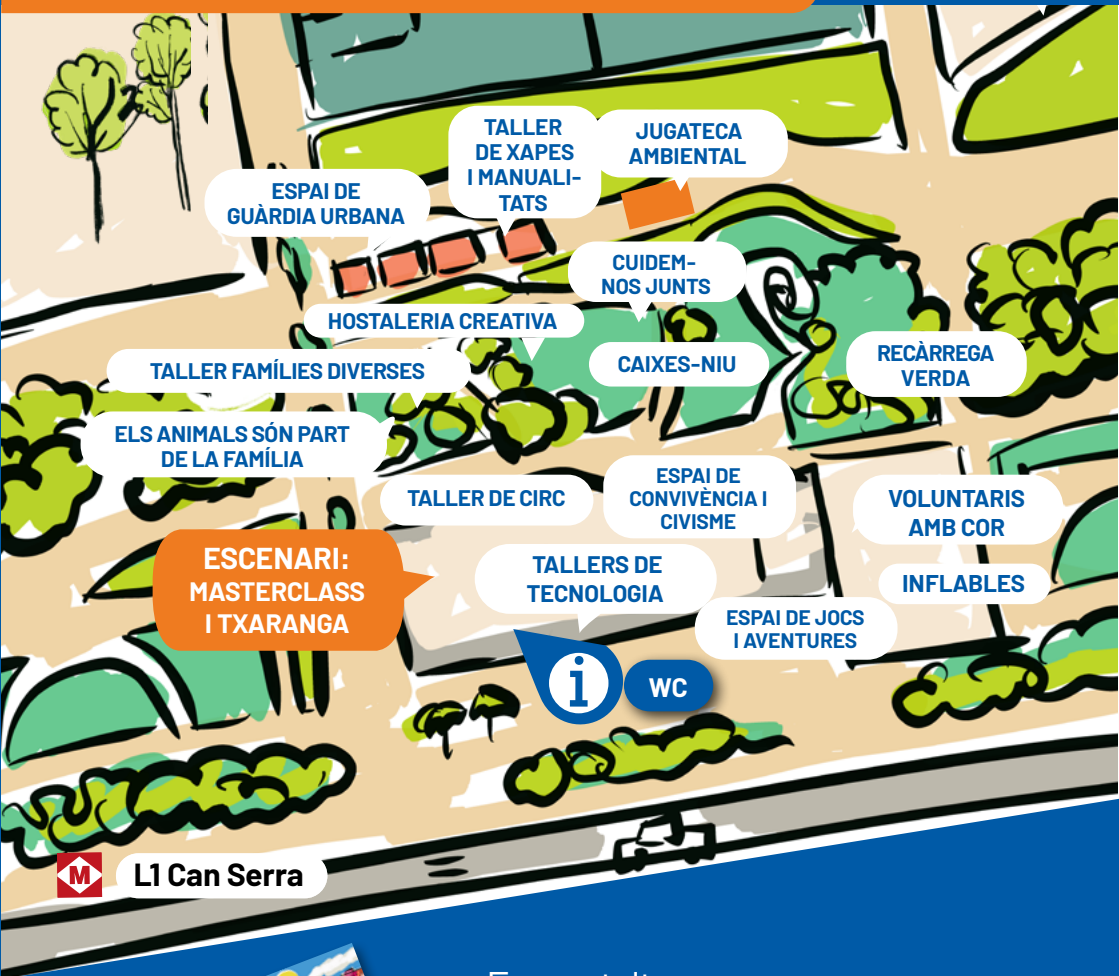 TALLER
DE XAPES
I MANUALI-
TATS
JUGATECA
AMBIENTAL
ESPAI DE
GUÀRDIA URBANA
CUIDEM-
NOS JUNTS
HOSTALERIA CREATIVA
TALLER FAMÍLIES DIVERSES
CAIXES-NIU
RECÀRREGA
VERDA
ELS ANIMALS SÓN PART
DE LA FAMÍLIA
TALLER DE CIRC
ESPAI DE
CONVIVÈNCIA I
CIVISME
VOLUNTARIS
AMB COR
ESCENARI:
MASTERCLASS
I TXARANGA
TALLERS DE
TECNOLOGIA
INFLABLES
ESPAI DE JOCS
I AVENTURES
i
WC
M
L1 Can Serra